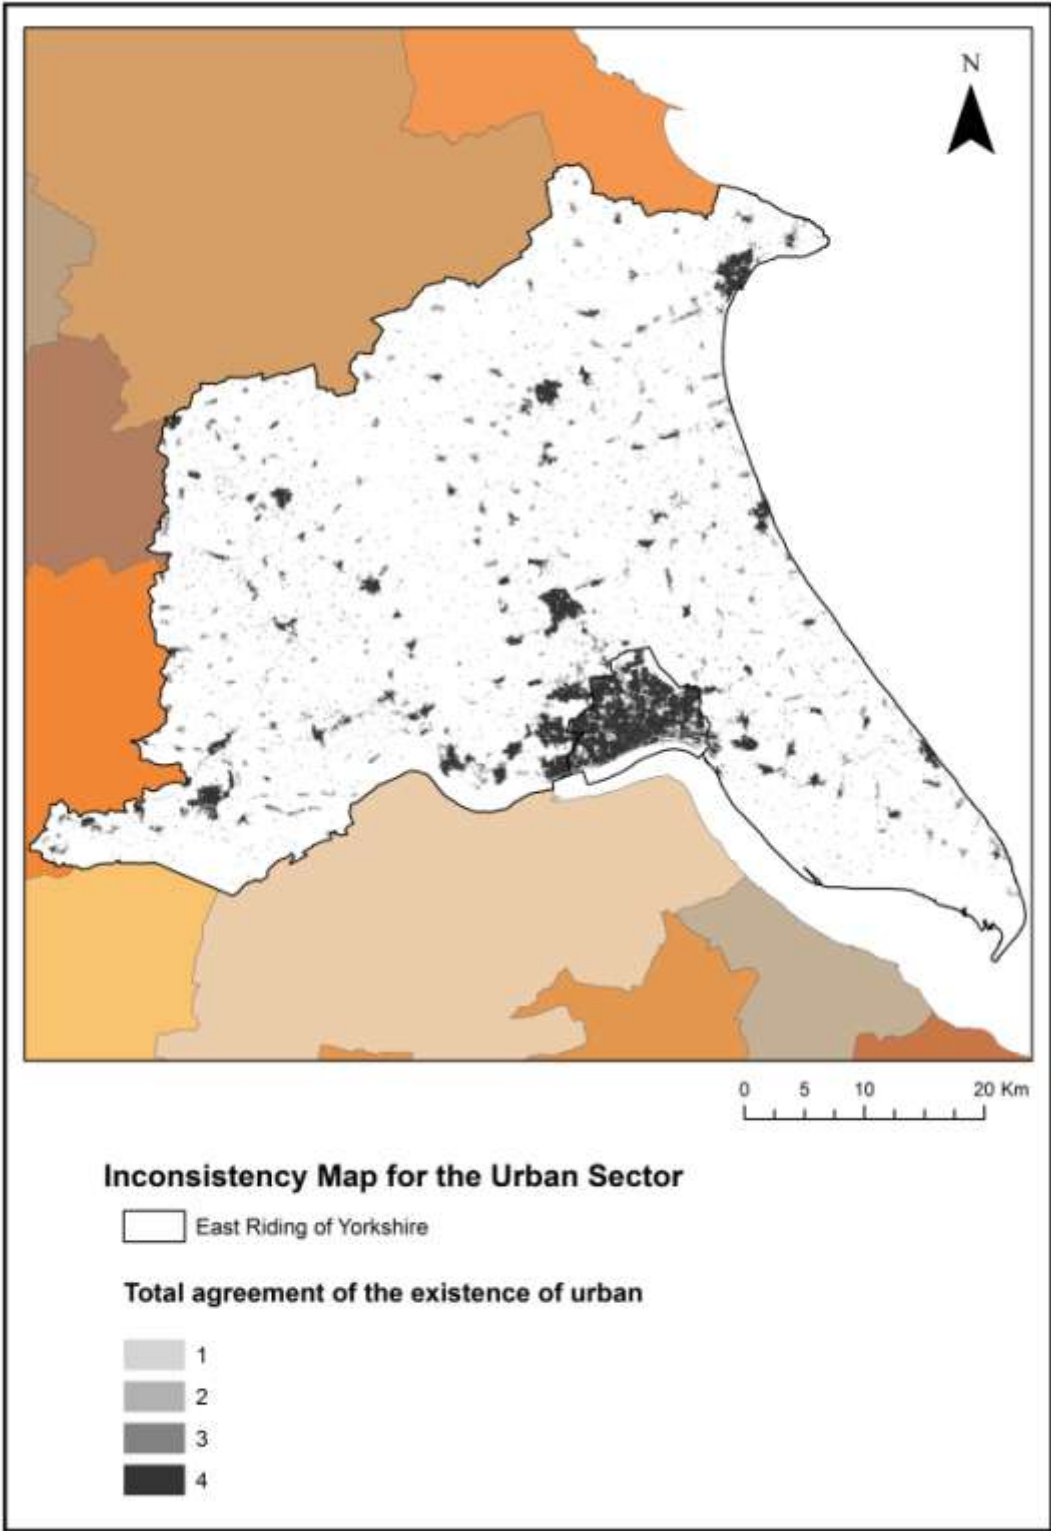 N
0 5 10 20 Km
Inconsistency Map for the Urban Sector
East Riding of Yorkshire
Total agreement of the existence of urban
1
2
3
4